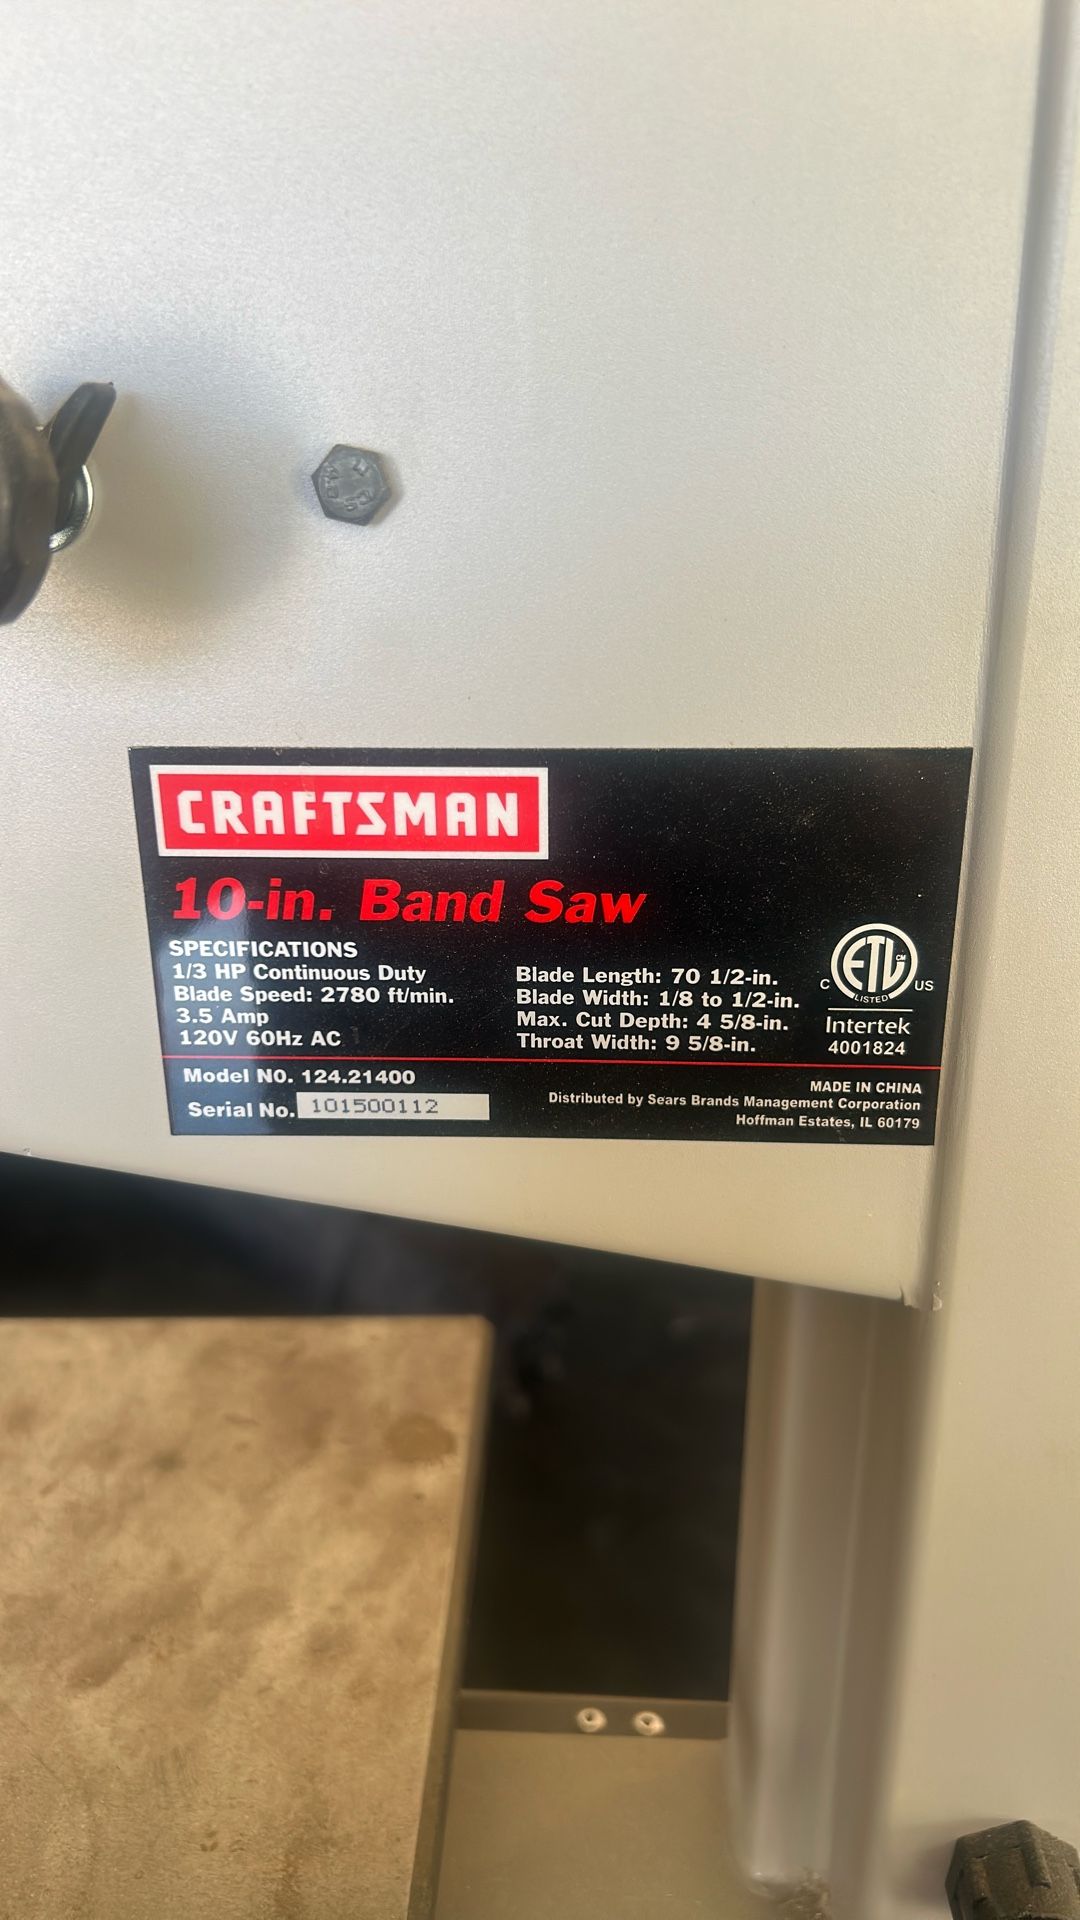 CRAFTSMAN
10-in. Band Saw
SPECIFICATIONS
1/3 HP Continuous Duty
Blade Speed: 2780 ft/min.
3.5 Amp
120V 60Hz AC
Blade Length: 70 1/2-in.
Blade Width: 1/8 to 1/2-in.
Max. Cut Depth: 4 5/8-in.
Throat Width: 9 5/8-in.
ETL CM
C LISTED US
Intertek
4001824
Model NO. 124.21400
Serial No. 101500112
MADE IN CHINA
Distributed by Sears Brands Management Corporation
Hoffman Estates, IL 60179